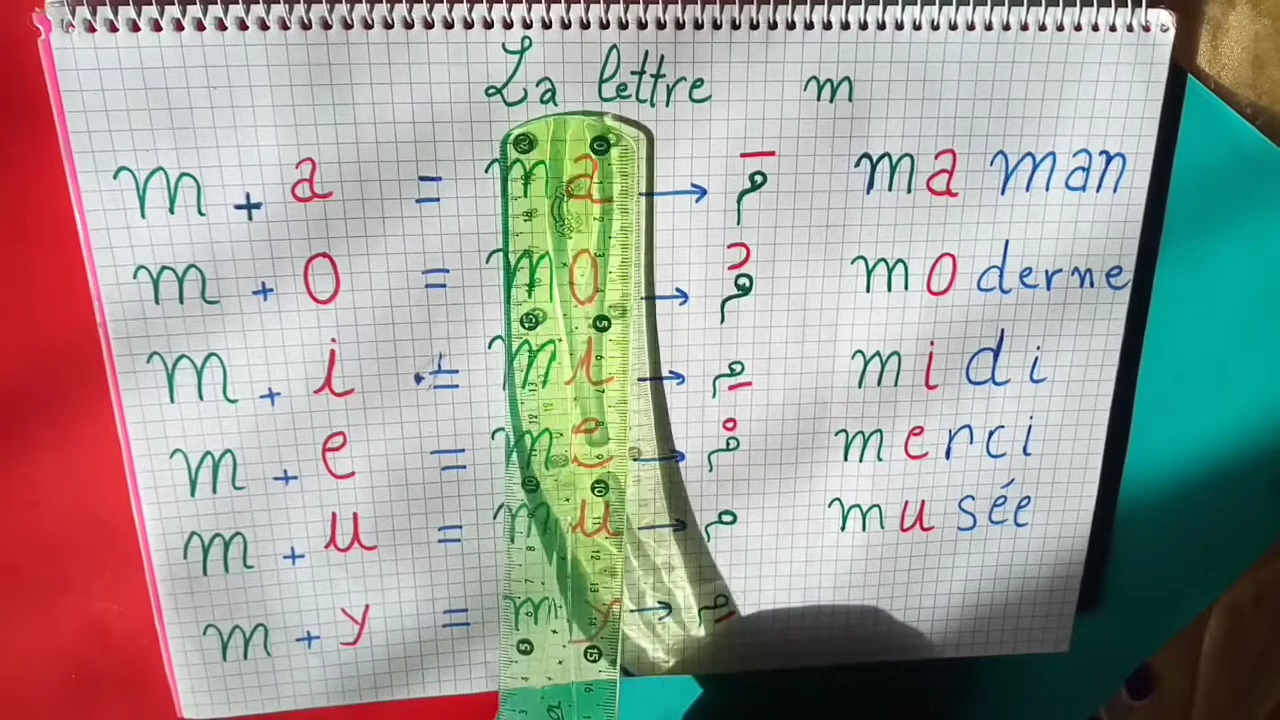 La lettre m
m + a = ma → مَ maman
m + o = mo → مُ moderne
m + i = mi → مِ midi
m + e = me → مْ merci
m + u = mu → م musée
m + y = my → مِ